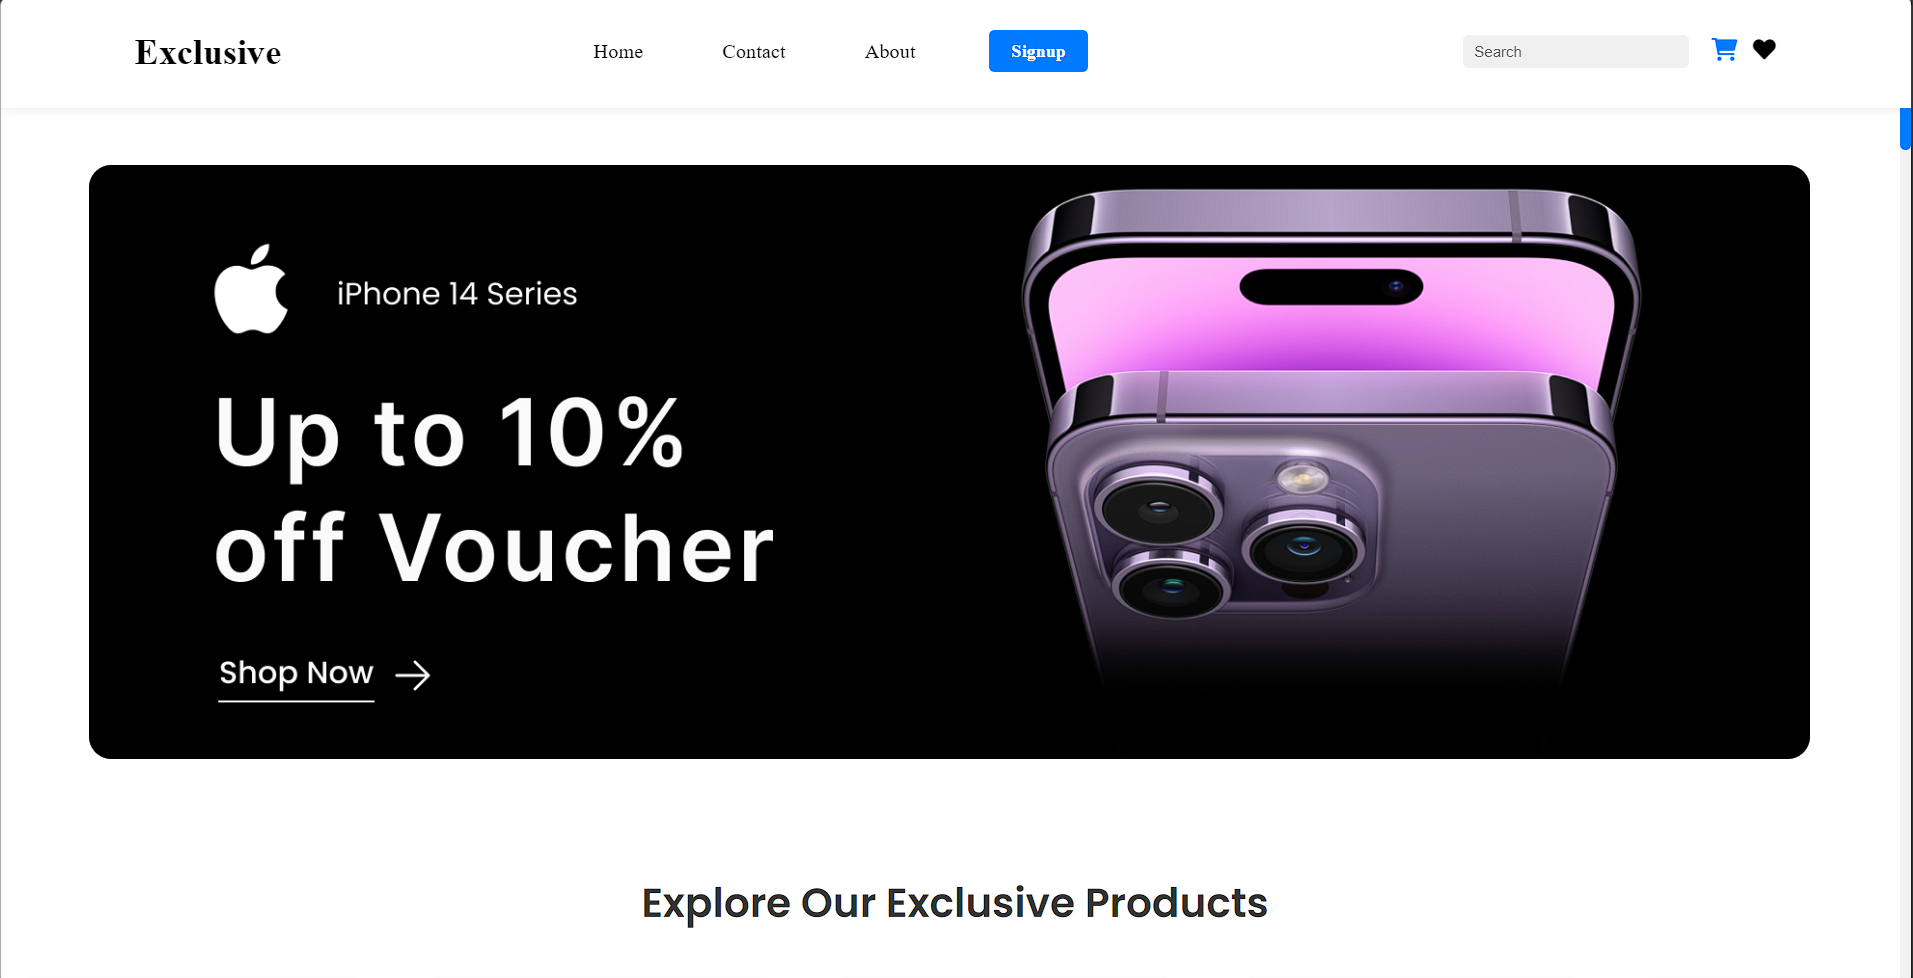 Exclusive
Home
Contact
About
Signup
Search
iPhone 14 Series
Up to 10%
off Voucher
Shop Now
Explore Our Exclusive Products